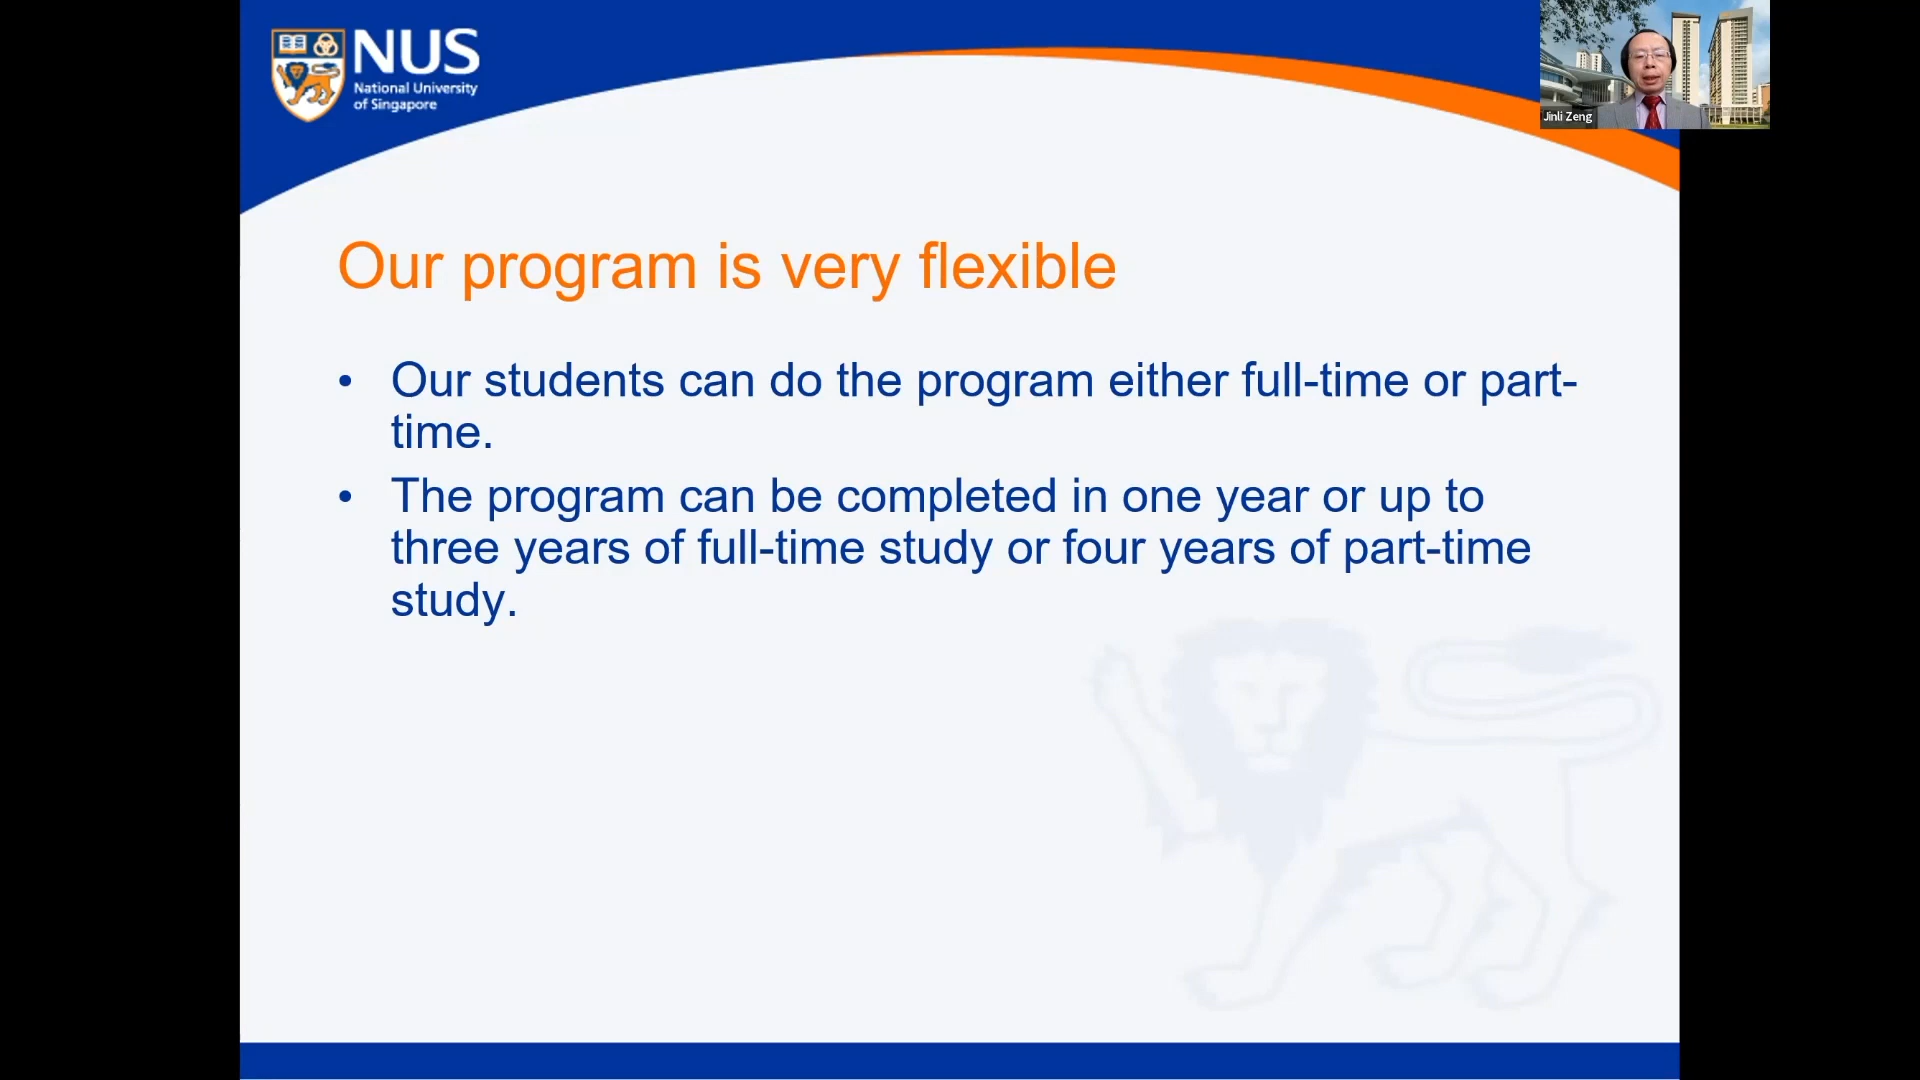 NUS
National University
of Singapore
Jinli Zeng
Our program is very flexible
• Our students can do the program either full-time or part-
time.
• The program can be completed in one year or up to
three years of full-time study or four years of part-time
study.